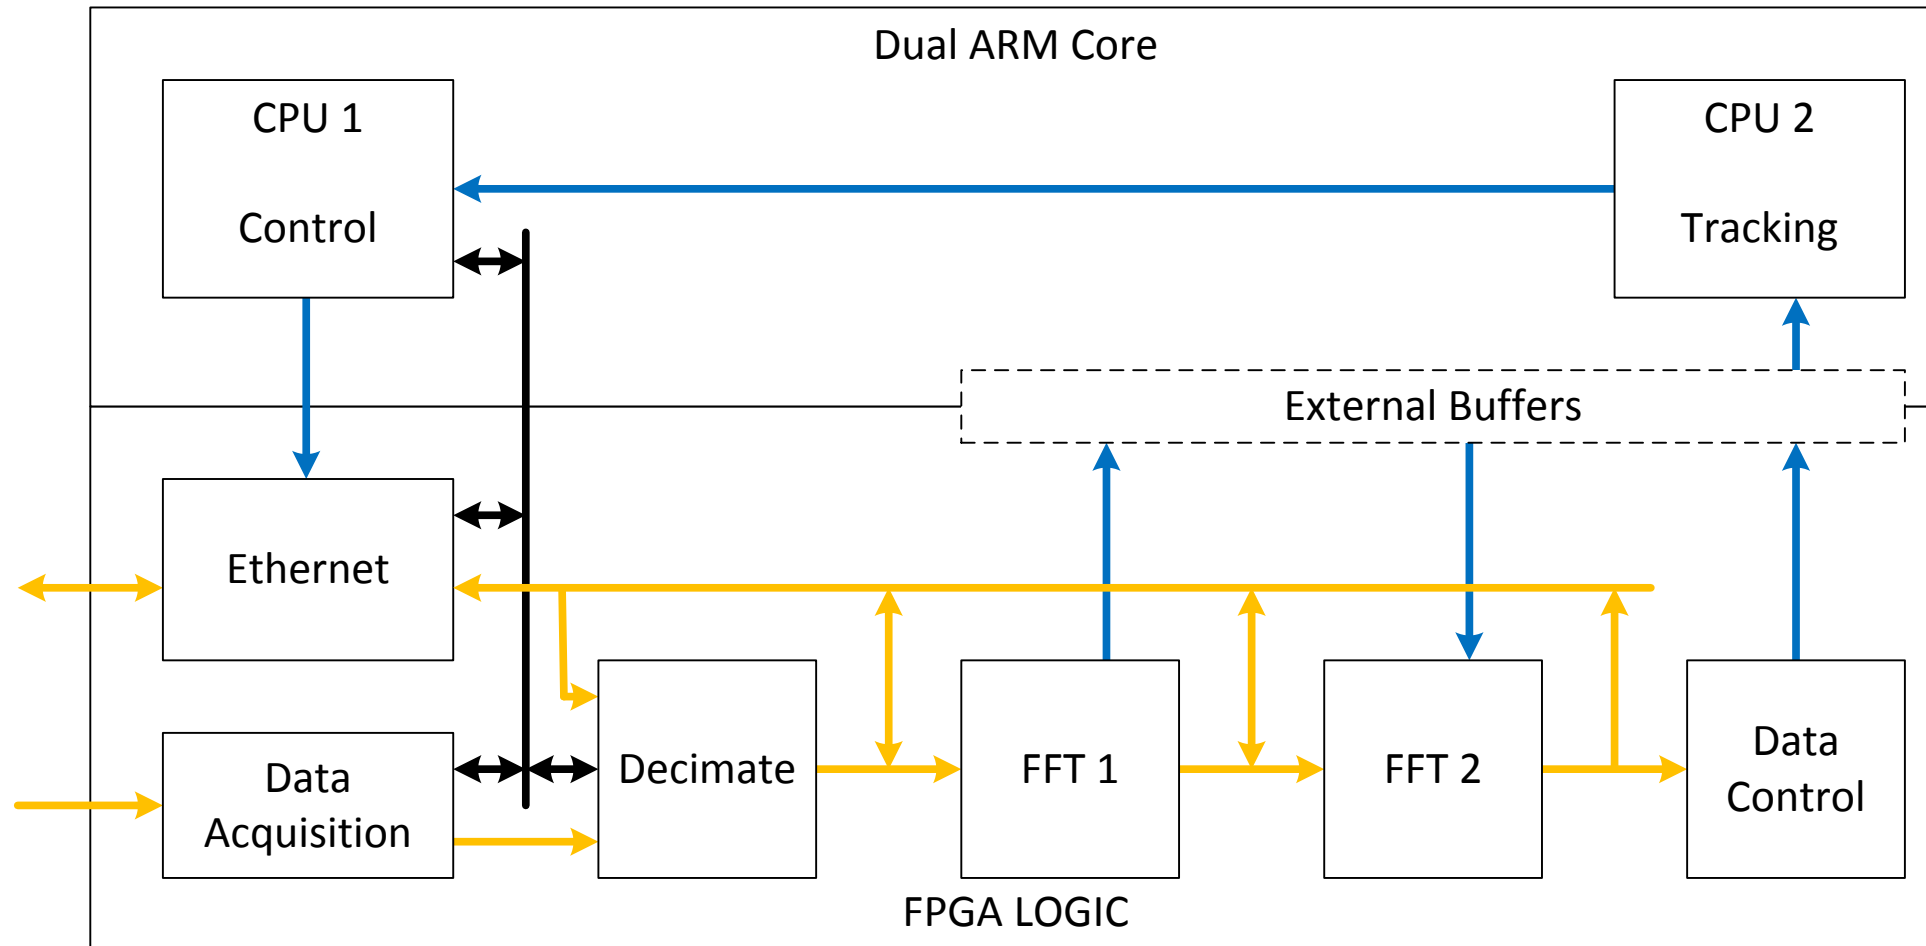 Dual ARM Core
CPU 1
Control
CPU 2
Tracking
External Buffers
Ethernet
Data
Acquisition
Decimate
FFT 1
FFT 2
Data
Control
FPGA LOGIC